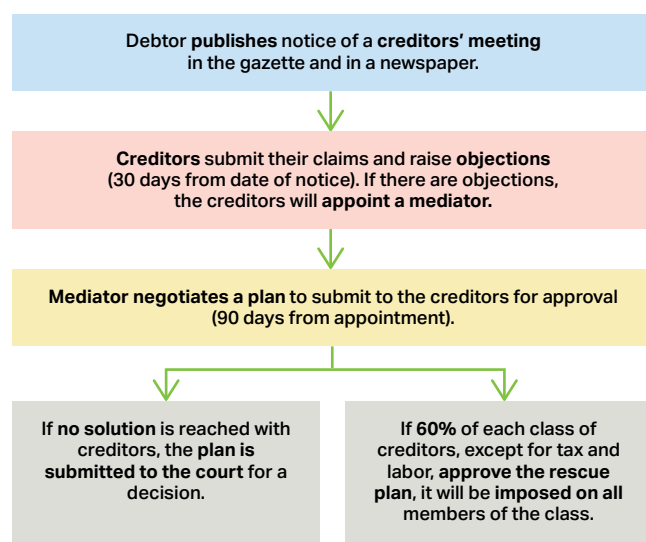 Debtor publishes notice of a creditors’ meeting
in the gazette and in a newspaper.
Creditors submit their claims and raise objections
(30 days from date of notice). If there are objections,
the creditors will appoint a mediator.
Mediator negotiates a plan to submit to the creditors for approval
(90 days from appointment).
If no solution is reached with
creditors, the plan is
submitted to the court for a
decision.
If 60% of each class of
creditors, except for tax and
labor, approve the rescue
plan, it will be imposed on all
members of the class.